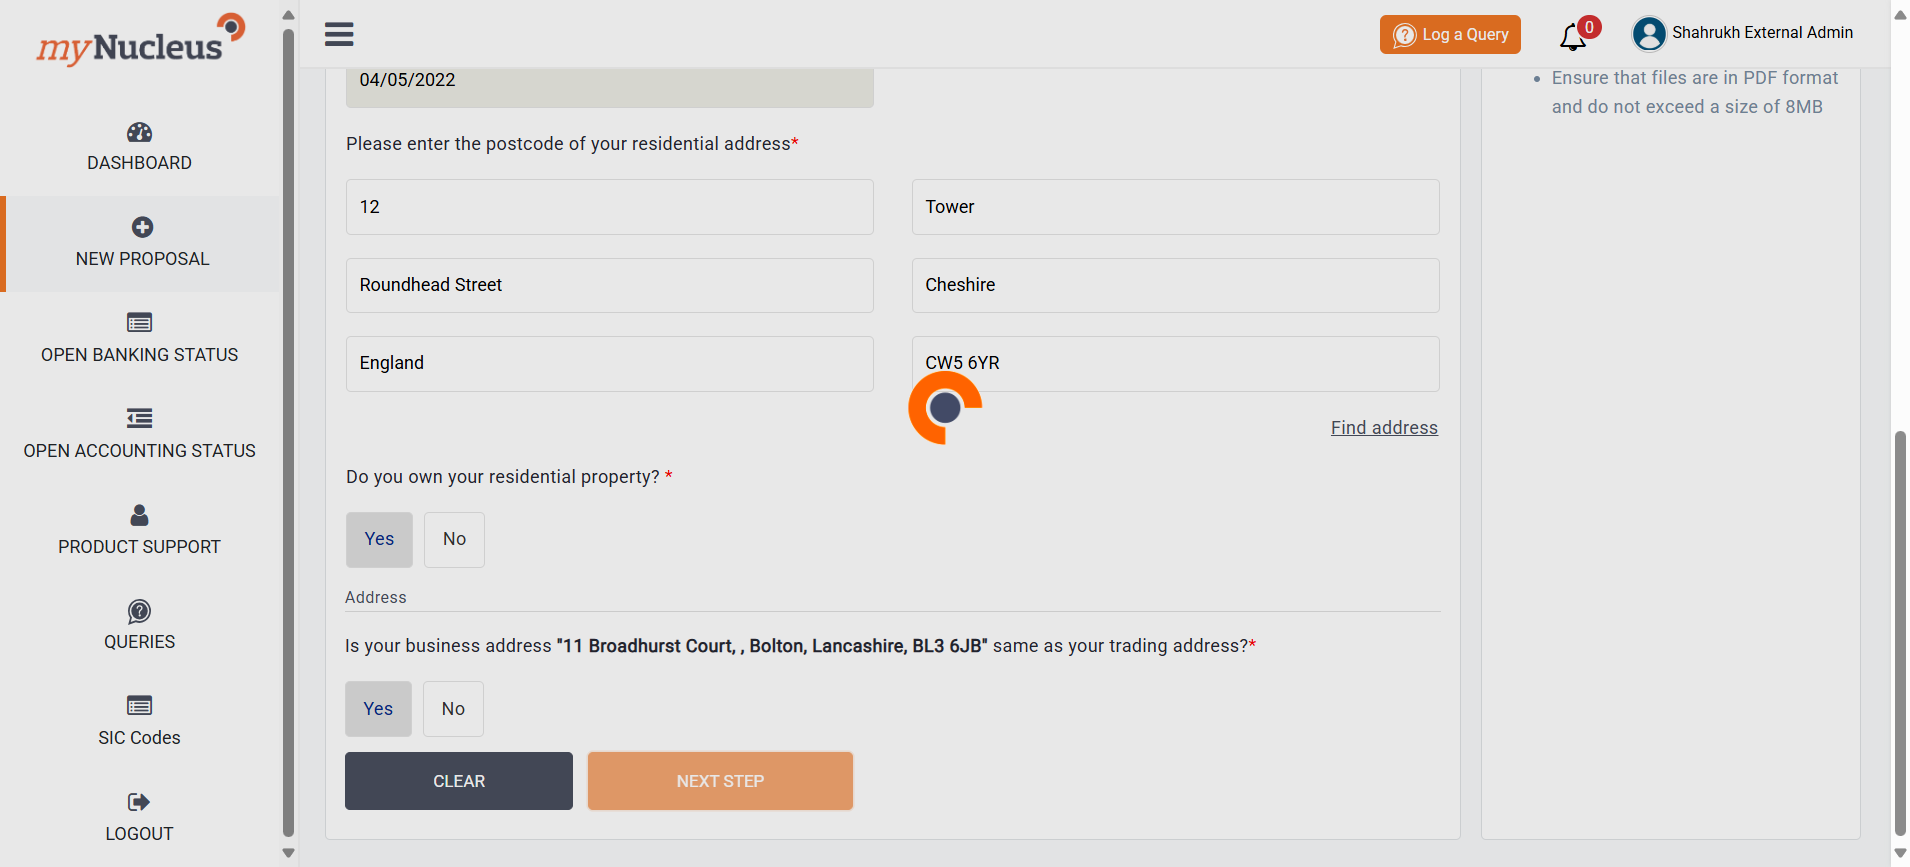 myNucleus
Log a Query
0
Shahrukh External Admin
DASHBOARD
NEW PROPOSAL
OPEN BANKING STATUS
OPEN ACCOUNTING STATUS
PRODUCT SUPPORT
QUERIES
SIC Codes
LOGOUT
04/05/2022
Please enter the postcode of your residential address*
12
Tower
Roundhead Street
Cheshire
England
CW5 6YR
Find address
Do you own your residential property? *
Yes
No
Address
Is your business address "11 Broadhurst Court, , Bolton, Lancashire, BL3 6JB" same as your trading address?*
Yes
No
CLEAR
NEXT STEP
• Ensure that files are in PDF format
and do not exceed a size of 8MB